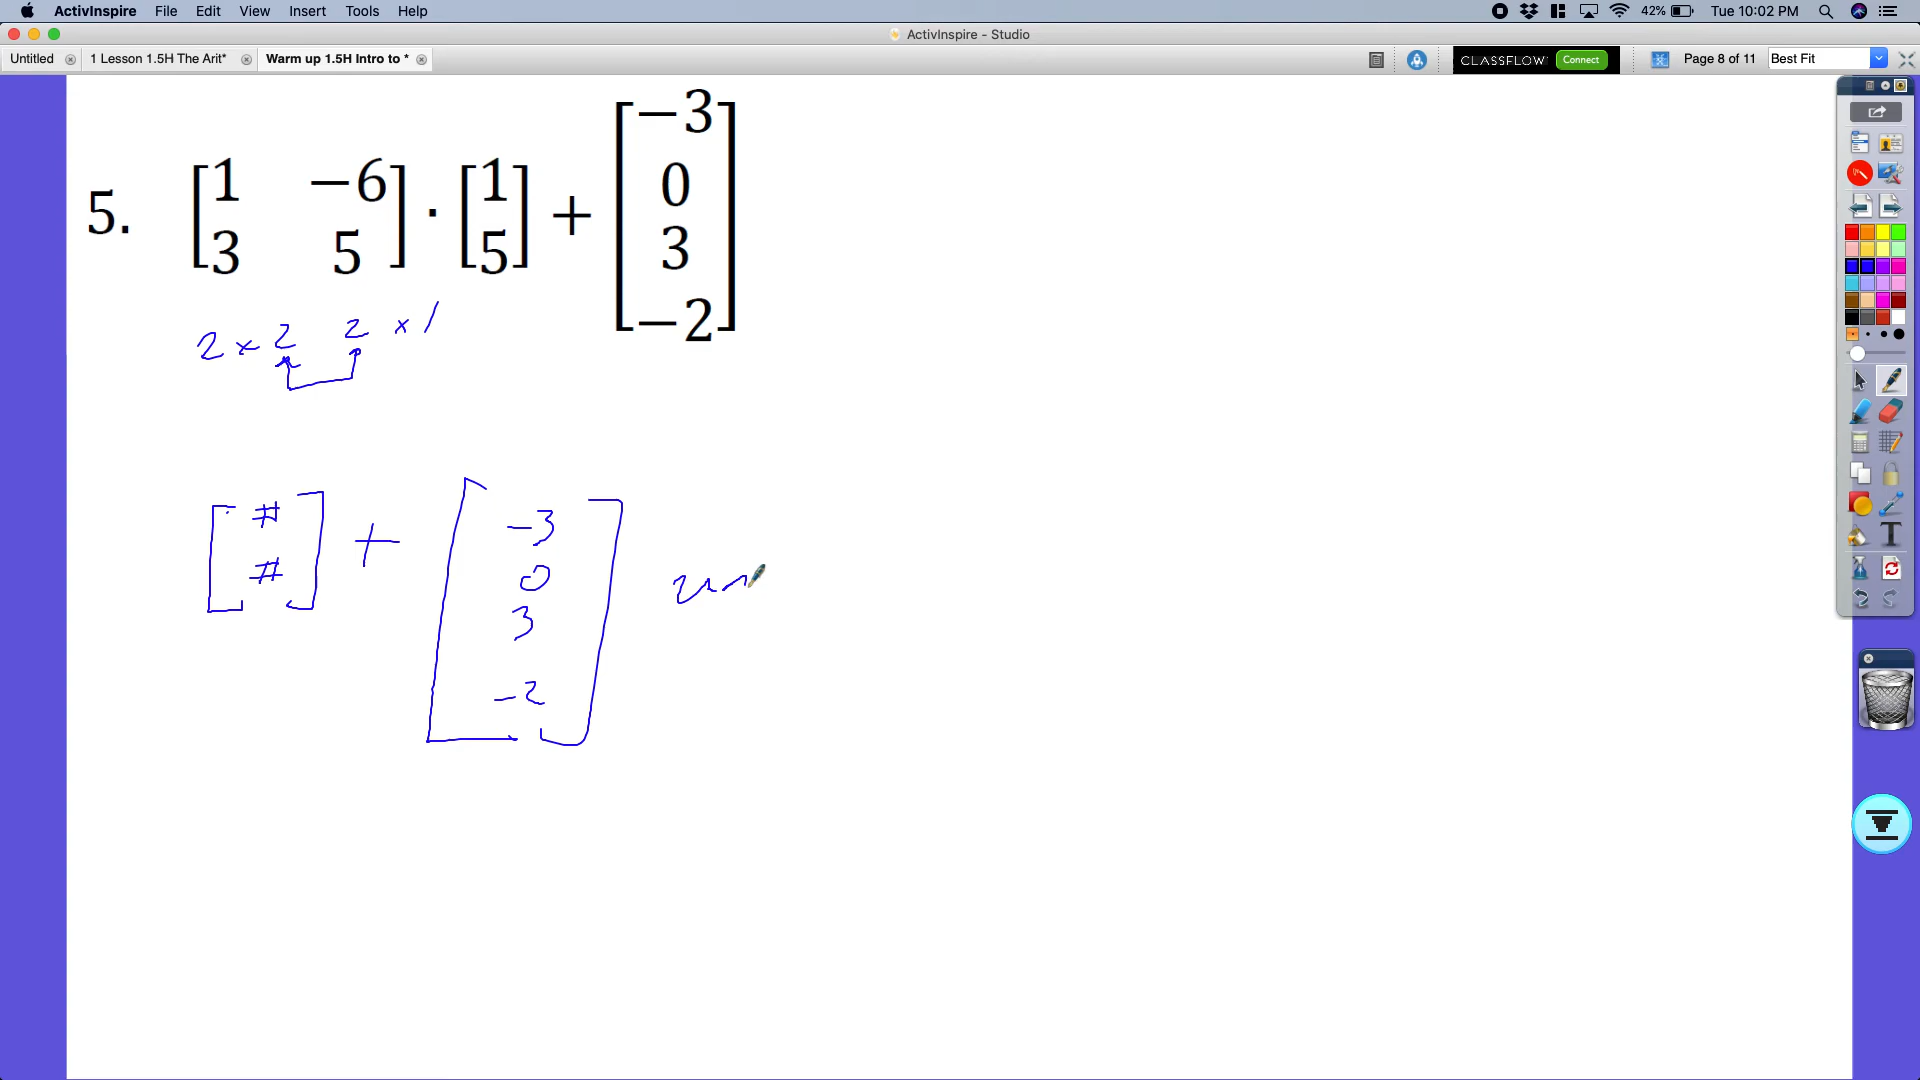 ActivInspire File Edit View Insert Tools Help 42% Tue 10:02 PM
ActivInspire - Studio
Untitled 1 Lesson 1.5H The Arit* Warm up 1.5H Intro to * CLASSFLOW Connect Page 8 of 11 Best Fit
5. [1 −6 3 5] · [1 5] + [−3 0 3 −2]
2 × 2 2 × 1
[# #] + [-3 0 3 -2] un